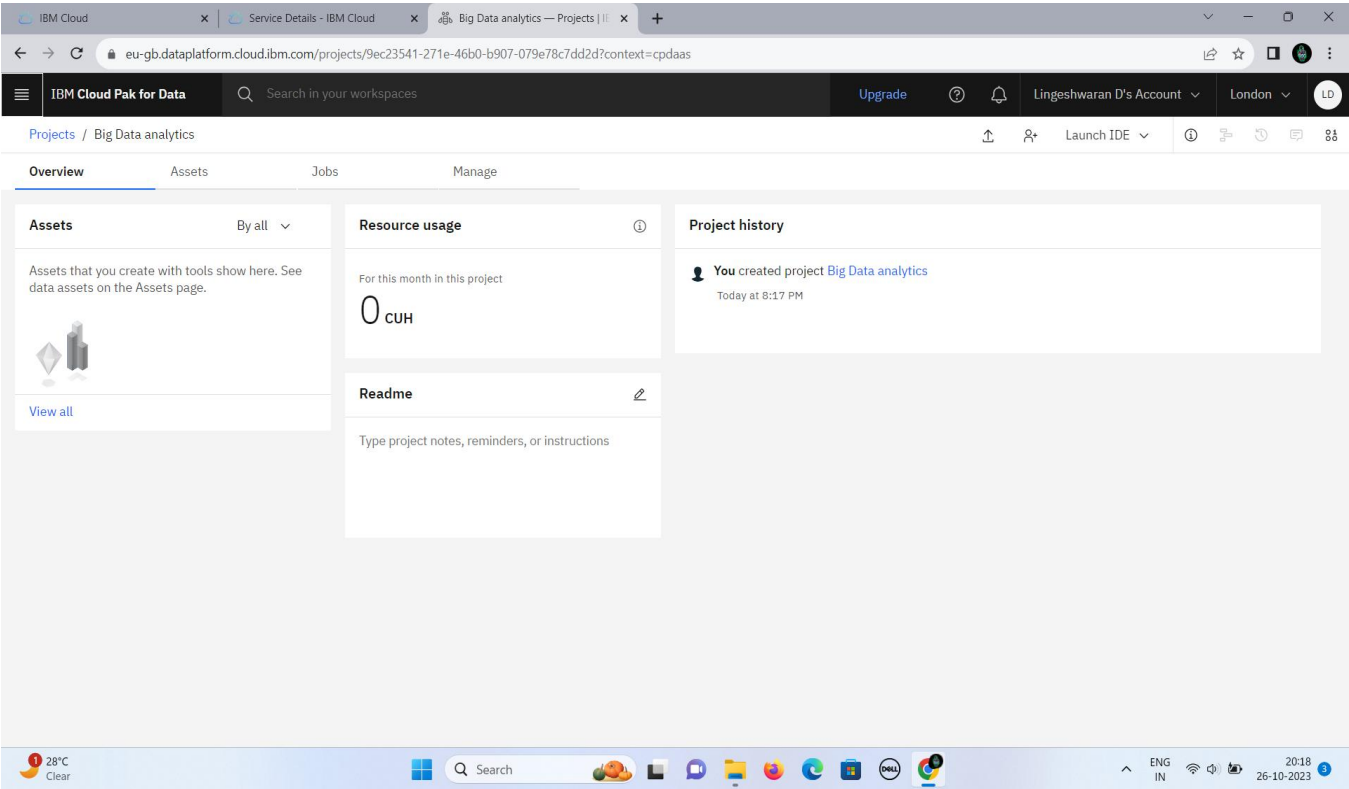 IBM Cloud
Service Details - IBM Cloud
Big Data analytics — Projects | I
eu-gb.dataplatform.cloud.ibm.com/projects/9ec23541-271e-46b0-b907-079e78c7dd2d?context=cpdaas
IBM Cloud Pak for Data
Search in your workspaces
Upgrade
Lingeshwaran D's Account
London
LD
Projects / Big Data analytics
Launch IDE
Overview
Assets
Jobs
Manage
Assets
By all
Assets that you create with tools show here. See
data assets on the Assets page.
View all
Resource usage
For this month in this project
0 CUH
Readme
Type project notes, reminders, or instructions
Project history
You created project Big Data analytics
Today at 8:17 PM
1
28°C
Clear
Search
DELL
ENG
IN
20:18
26-10-2023
3